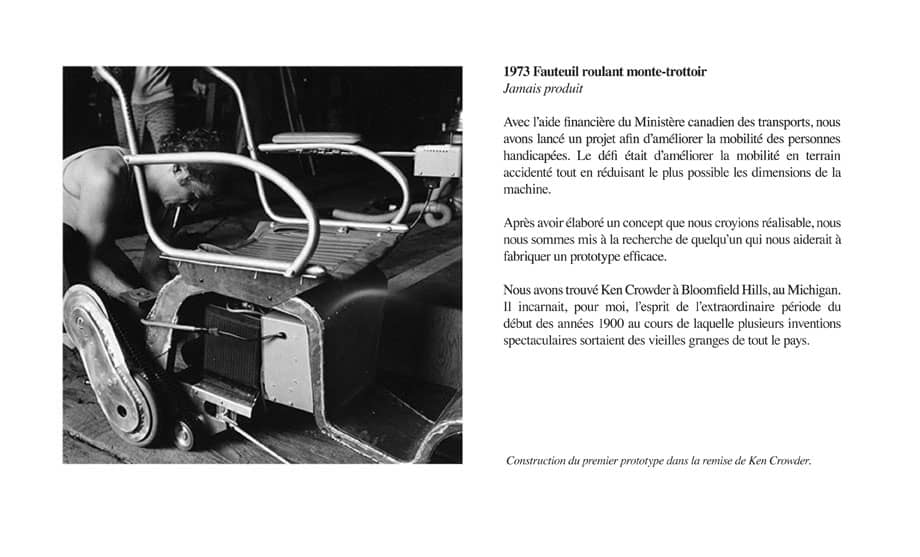 1973 Fauteuil roulant monte-trottoir
Jamais produit
Avec l’aide financière du Ministère canadien des transports, nous
avons lancé un projet afin d’améliorer la mobilité des personnes
handicapées. Le défi était d’améliorer la mobilité en terrain
accidenté tout en réduisant le plus possible les dimensions de la
machine.
Après avoir élaboré un concept que nous croyions réalisable, nous
nous sommes mis à la recherche de quelqu’un qui nous aiderait à
fabriquer un prototype efficace.
Nous avons trouvé Ken Crowder à Bloomfield Hills, au Michigan.
Il incarnait, pour moi, l’esprit de l’extraordinaire période du
début des années 1900 au cours de laquelle plusieurs inventions
spectaculaires sortaient des vieilles granges de tout le pays.
Construction du premier prototype dans la remise de Ken Crowder.